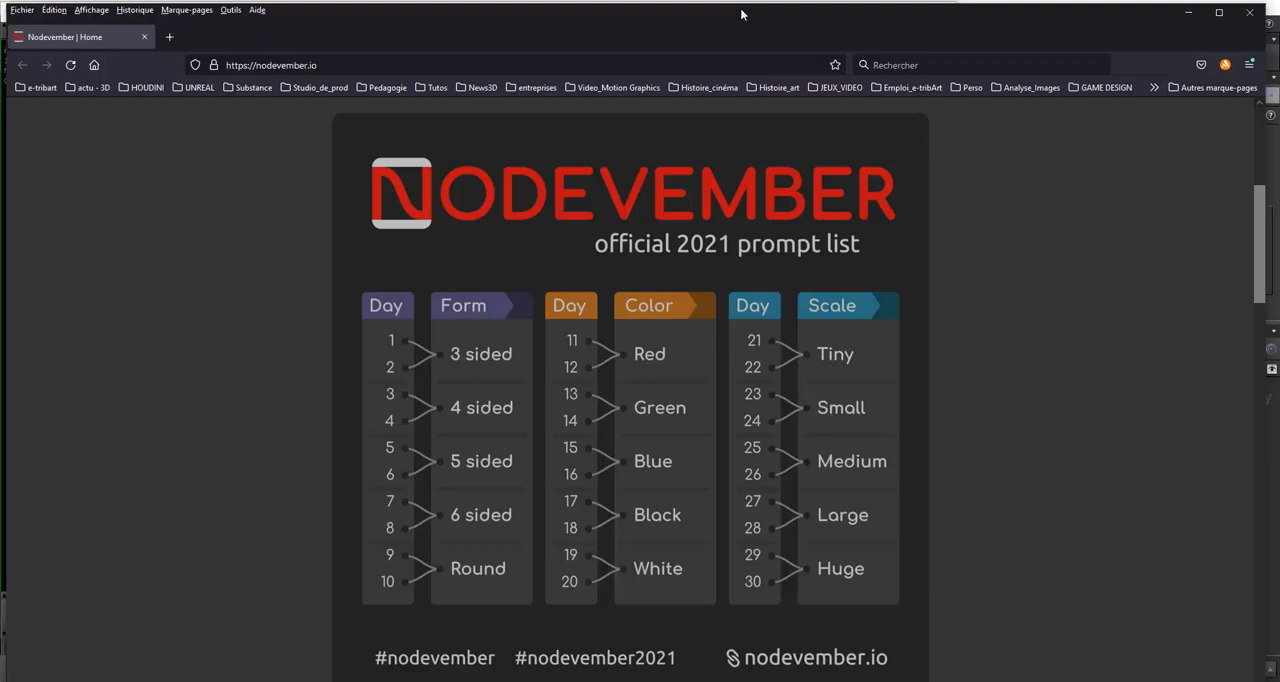 Fichier Édition Affichage Historique Marque-pages Outils Aide
Nodevember | Home
https://nodevember.io
Rechercher
e-tribart actu - 3D HOUDINI UNREAL Substance Studio_de_prod Pedagogie Tutos News3D entreprises Video_Motion Graphics Histoire_cinéma Histoire_art JEUX_VIDEO Emploi_e-tribArt Perso Analyse_Images GAME DESIGN Autres marque-pages
NODEVEMBER
official 2021 prompt list
Day Form Day Color Day Scale
1 11 21
3 sided Red Tiny
2 12 22
3 13 23
4 sided Green Small
4 14 24
5 15 25
5 sided Blue Medium
6 16 26
7 17 27
6 sided Black Large
8 18 28
9 19 29
Round White Huge
10 20 30
#nodevember #nodevember2021 nodevember.io